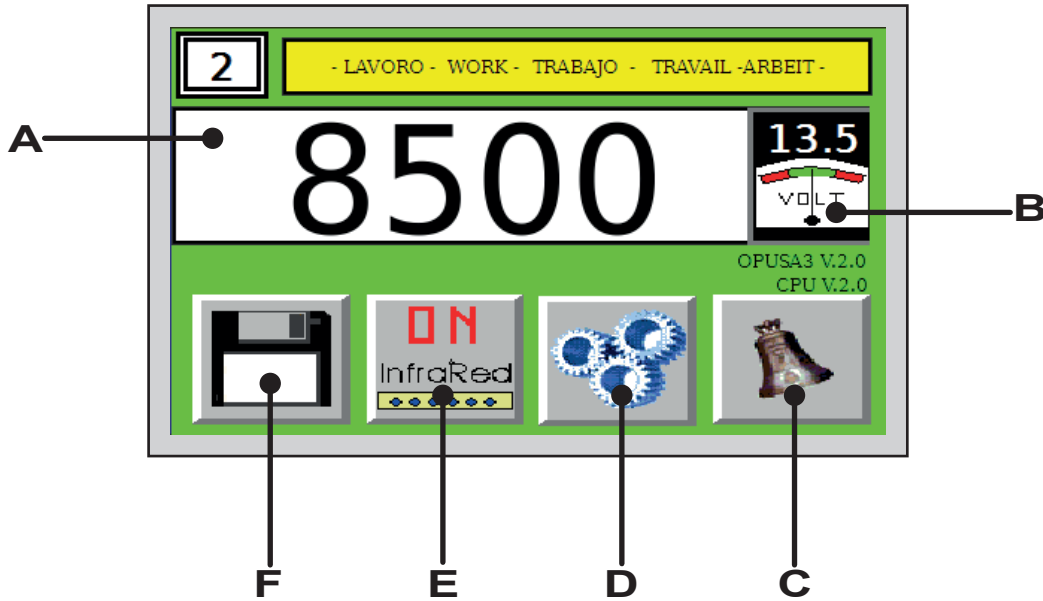 2
- LAVORO - WORK - TRABAJO - TRAVAIL -ARBEIT -
A
8500
13.5
VOLT
B
OPUSA3 V.2.0
CPU V.2.0
ON
InfraRed
F
E
D
C